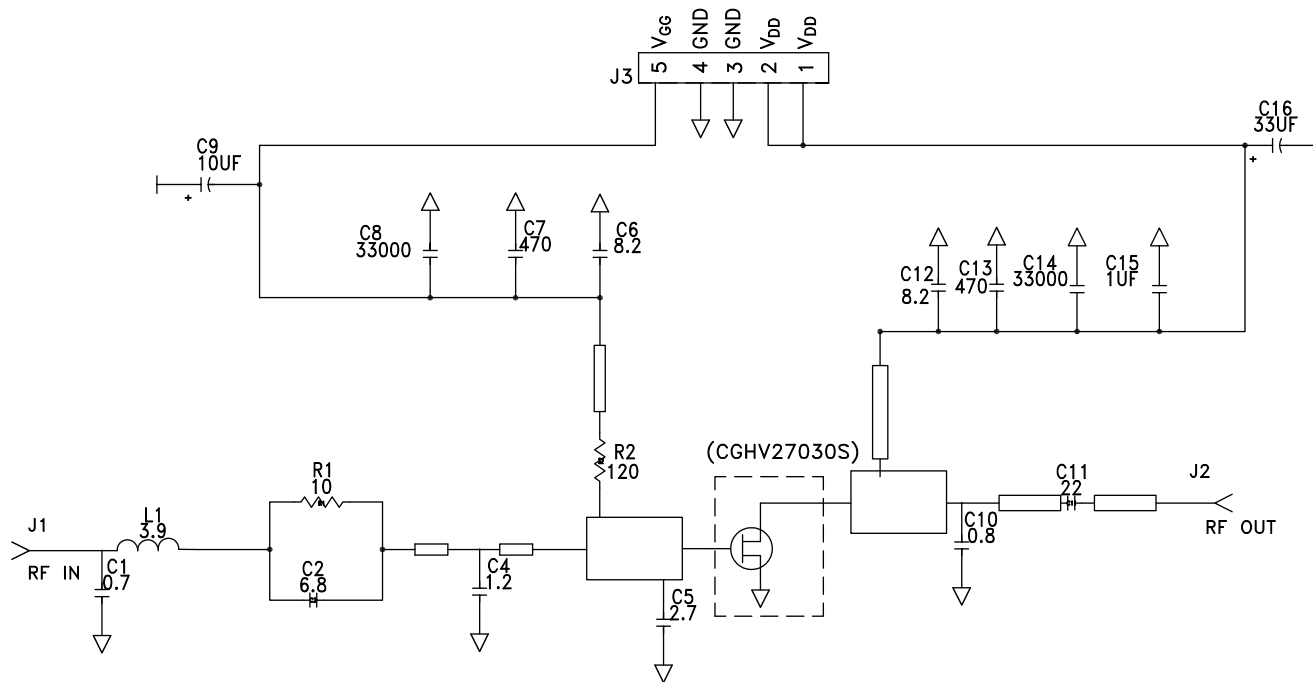 VGG
GND
GND
VDD
VDD
J3
5
4
3
2
1
C9
10UF
+
C16
33UF
+
C8
33000
C7
470
C6
8.2
C12
8.2
C13
470
C14
33000
C15
1UF
R2
120
(CGHV27030S)
R1
10
C11
22
J2
RF OUT
J1
RF IN
L1
3.9
C1
0.7
C2
6.8
C4
1.2
C5
2.7
C10
0.8